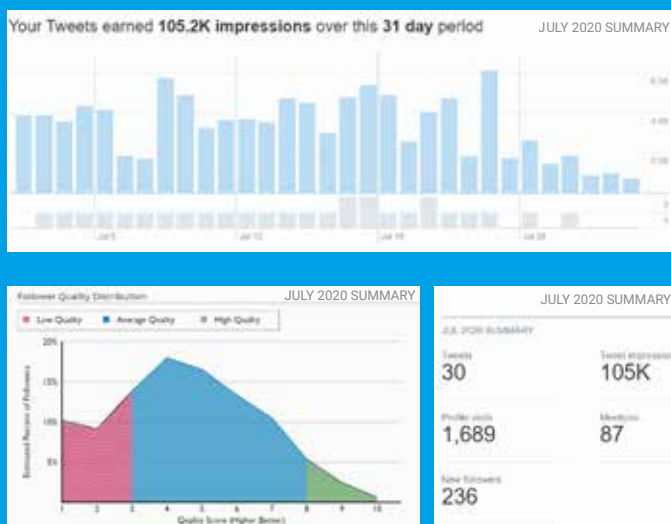 Your Tweets earned 105.2K impressions over this 31 day period
JULY 2020 SUMMARY
Jul 5
Jul 12
Jul 19
Jul 26
Follower Quality Distribution
JULY 2020 SUMMARY
Low Quality
Average Quality
High Quality
Estimated Percent of Followers
20%
15%
10%
5%
1 2 3 4 5 6 7 8 9 10
Quality Score (Higher Better)
JULY 2020 SUMMARY
JUL 2020 SUMMARY
Tweets
30
Tweet impressions
105K
Profile visits
1,689
Mentions
87
New followers
236